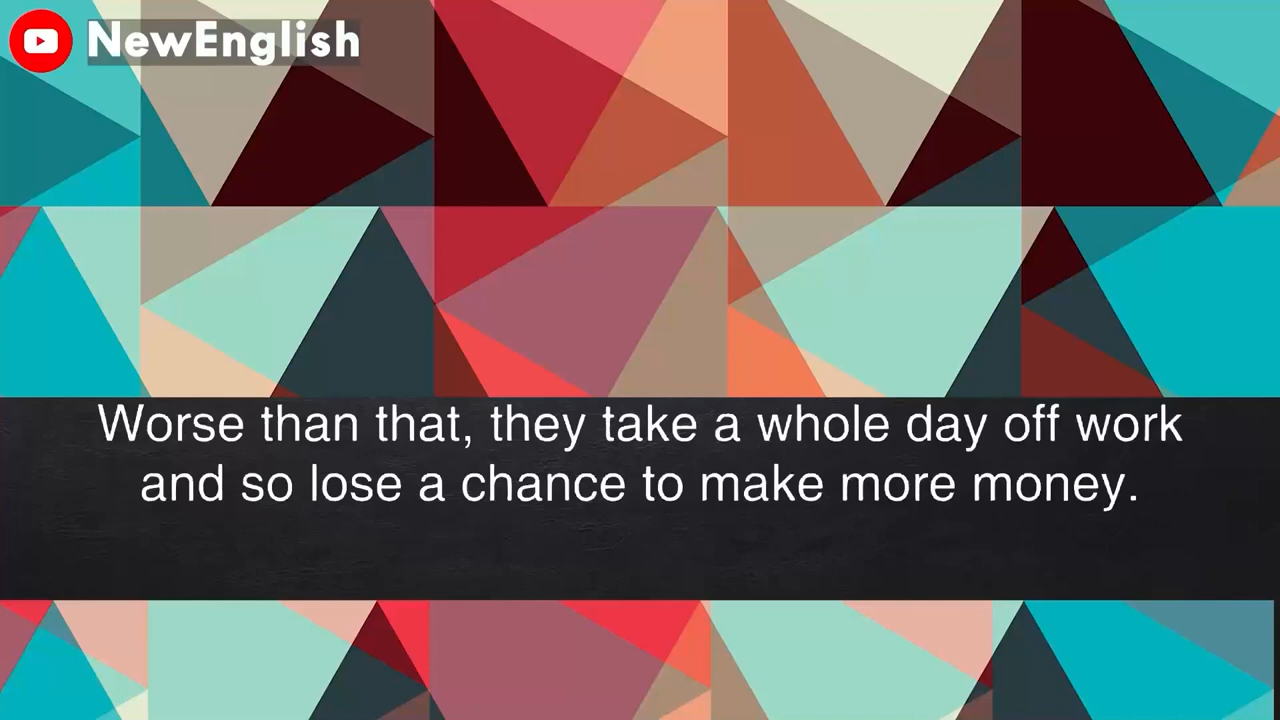 NewEnglish
Worse than that, they take a whole day off work
and so lose a chance to make more money.